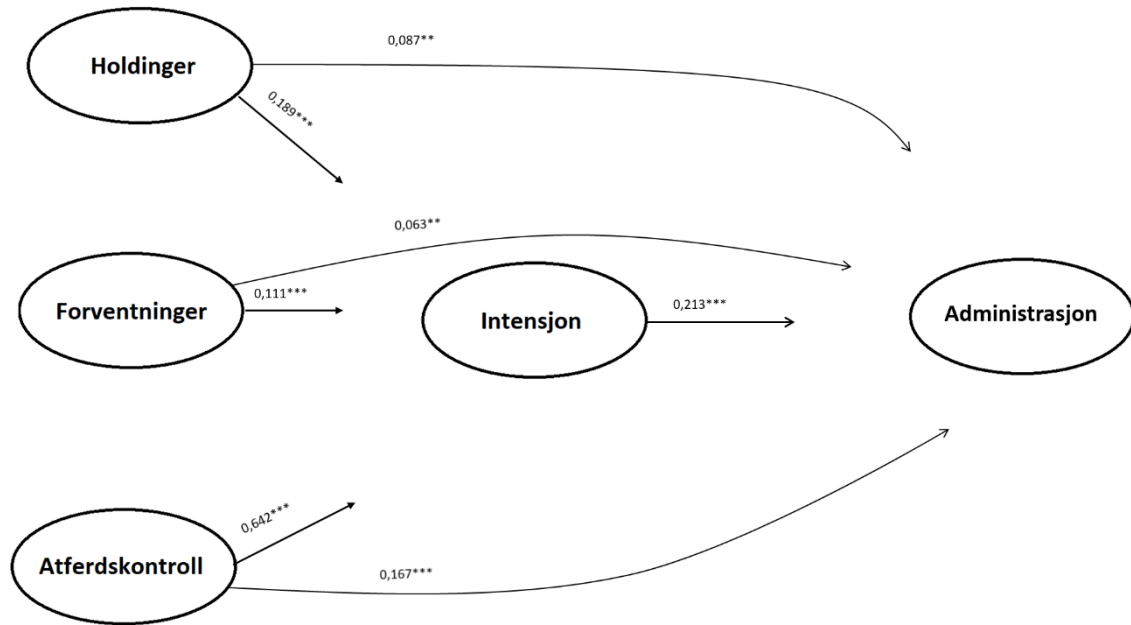 Holdinger
0,087**
0,189***
0,063**
Forventninger
0,111***
Intensjon
0,213***
Administrasjon
0,642***
Atferdskontroll
0,167***